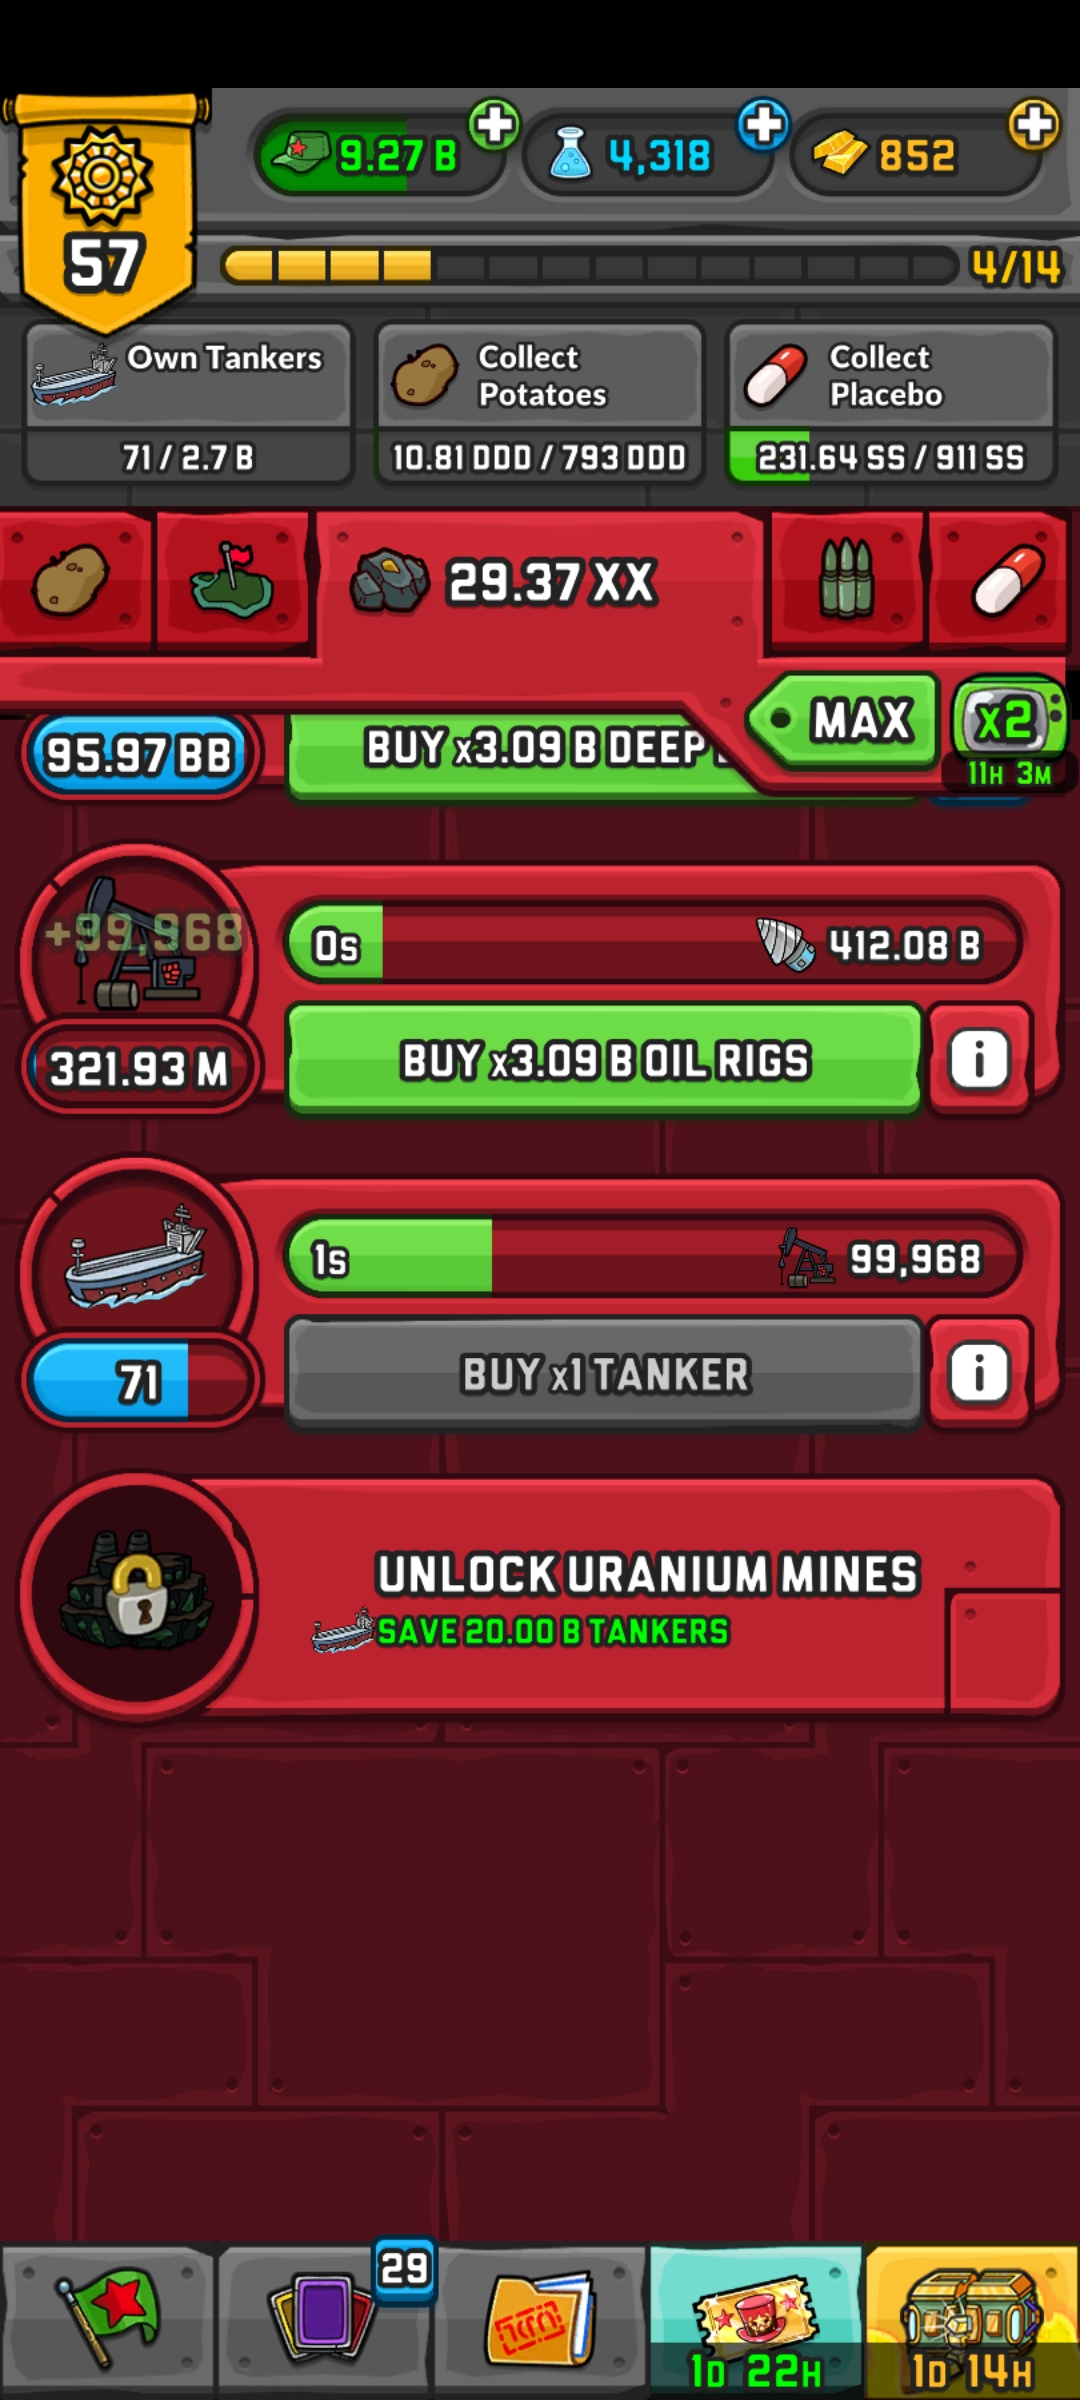 57
9.27 B
4,318
852
4/14
Own Tankers
71 / 2.7 B
Collect
Potatoes
10.81 DDD / 793 DDD
Collect
Placebo
231.64 SS / 911 SS
29.37 XX
MAX
x2
11H 3M
95.97 BB
BUY x3.09 B DEEP
+99,968
0s
412.08 B
321.93 M
BUY x3.09 B OIL RIGS
i
1s
99,968
71
BUY x1 TANKER
i
UNLOCK URANIUM MINES
SAVE 20.00 B TANKERS
29
1D 22H
1D 14H